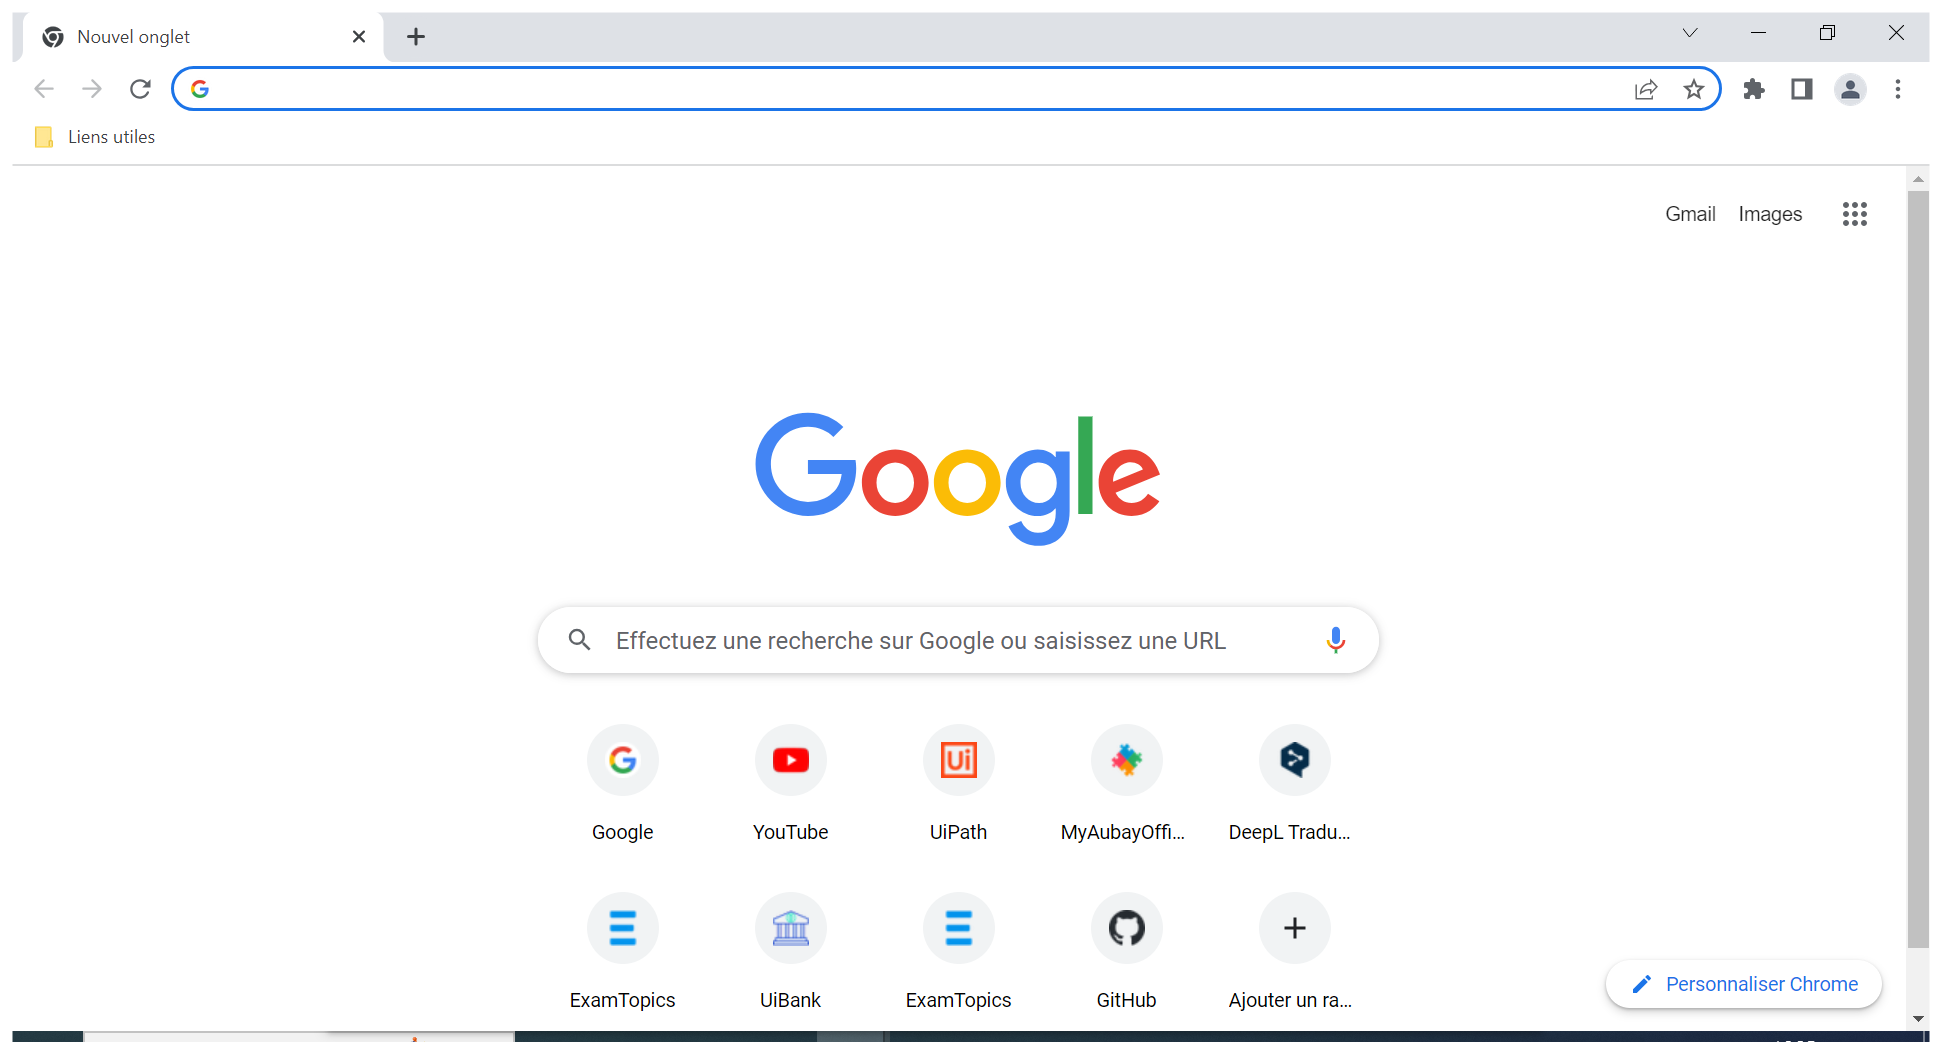 Nouvel onglet
Liens utiles
Gmail Images
Google
Effectuez une recherche sur Google ou saisissez une URL
Google YouTube UiPath MyAubayOffi... DeepL Tradu...
ExamTopics UiBank ExamTopics GitHub Ajouter un ra...
Personnaliser Chrome